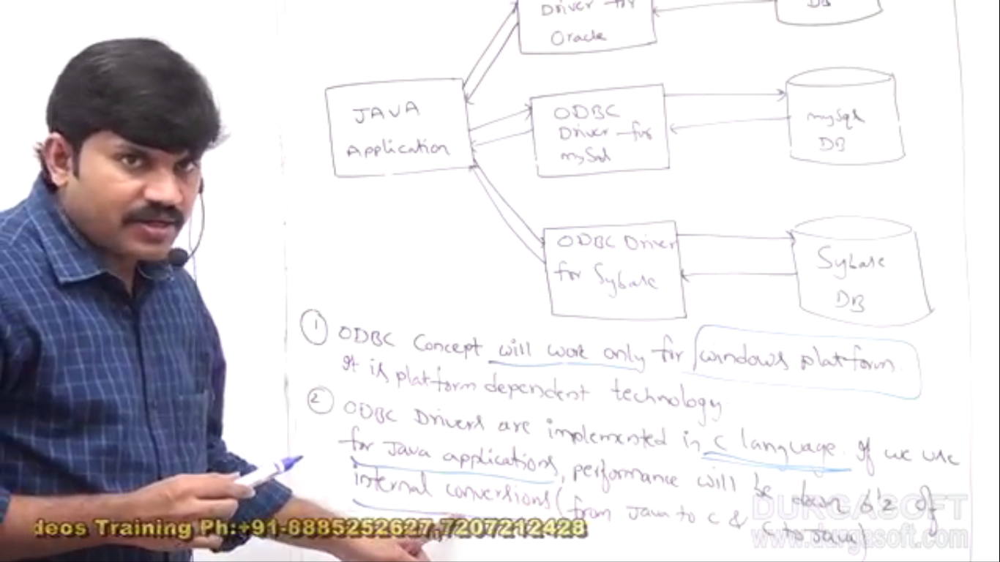 Driver for
Oracle
DB
JAVA
Application
ODBC
Driver for
mySql
mySql
DB
ODBC Driver
for Sybase
Sybase
DB
① ODBC Concept will work only for windows platform.
It is platform dependent technology.
② ODBC Drivers are implemented in C language. If we use
for Java applications, performance will be down b'z of
internal conversions (from Java to C & C to Java)
DURGASOFT
www.durgasoft.com
deos Training Ph:+91-8885252627,7207212428